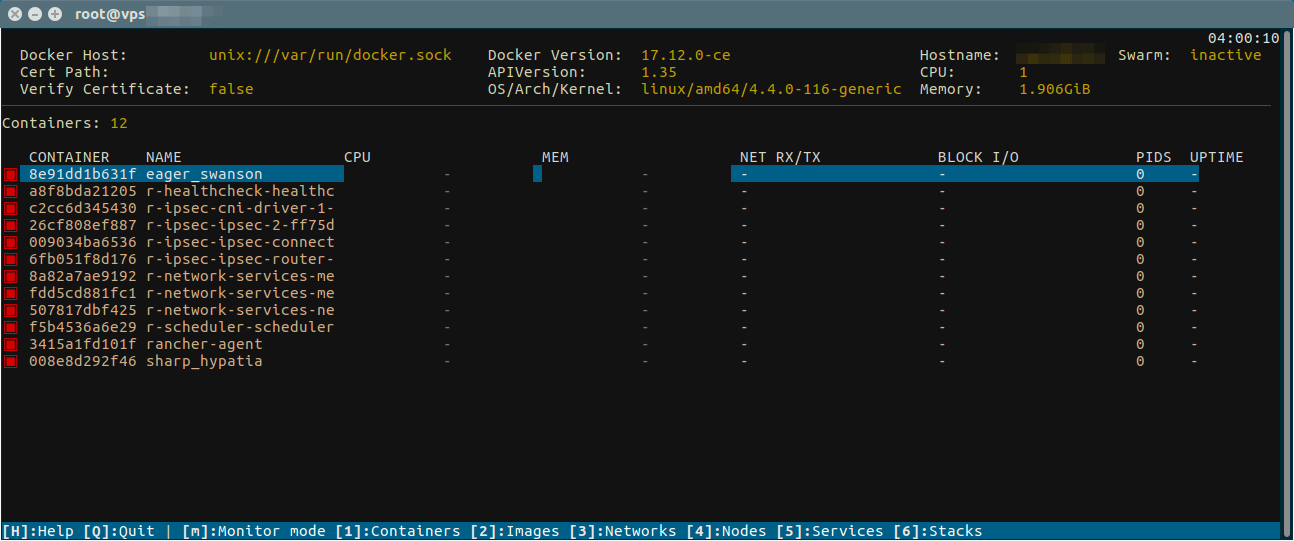 root@vps
04:00:10
Docker Host: unix:///var/run/docker.sock Docker Version: 17.12.0-ce Hostname: Swarm: inactive
Cert Path: APIVersion: 1.35 CPU: 1
Verify Certificate: false OS/Arch/Kernel: linux/amd64/4.4.0-116-generic Memory: 1.906GiB
Containers: 12
CONTAINER NAME CPU MEM NET RX/TX BLOCK I/O PIDS UPTIME
8e91dd1b631f eager_swanson - - - - 0 -
a8f8bda21205 r-healthcheck-healthc - - - - 0 -
c2cc6d345430 r-ipsec-cni-driver-1- - - - - 0 -
26cf808ef887 r-ipsec-ipsec-2-ff75d - - - - 0 -
009034ba6536 r-ipsec-ipsec-connect - - - - 0 -
6fb051f8d176 r-ipsec-ipsec-router- - - - - 0 -
8a82a7ae9192 r-network-services-me - - - - 0 -
fdd5cd881fc1 r-network-services-me - - - - 0 -
507817dbf425 r-network-services-ne - - - - 0 -
f5b4536a6e29 r-scheduler-scheduler - - - - 0 -
3415a1fd101f rancher-agent - - - - 0 -
008e8d292f46 sharp_hypatia - - - - 0 -
[H]:Help [Q]:Quit | [m]:Monitor mode [1]:Containers [2]:Images [3]:Networks [4]:Nodes [5]:Services [6]:Stacks